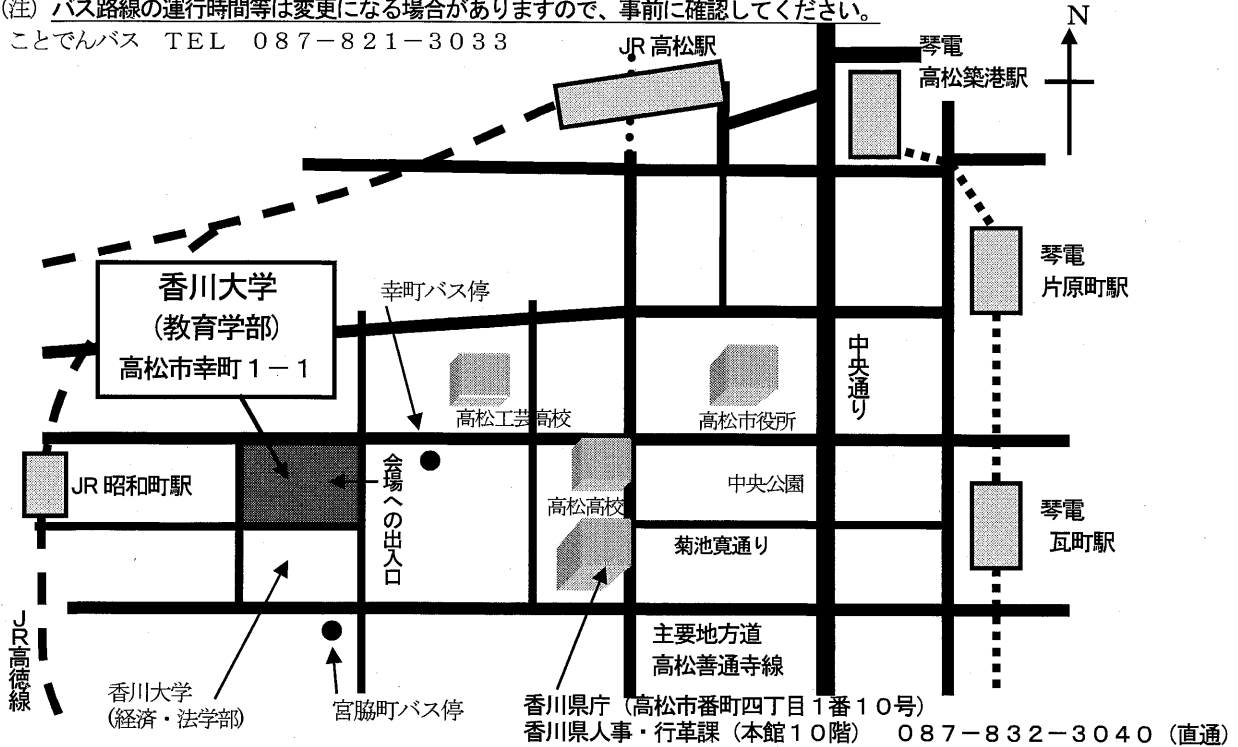 (注) バス路線の運行時間等は変更になる場合がありますので、事前に確認してください。
ことでんバス　ＴＥＬ　０８７－８２１－３０３３
N
JR 高松駅
琴電
高松築港駅
琴電
片原町駅
香川大学
(教育学部)
高松市幸町１－１
幸町バス停
中央通り
高松工芸高校
高松市役所
JR 昭和町駅
会場への出入口
高松高校
中央公園
琴電
瓦町駅
菊池寛通り
JR高徳線
主要地方道
高松善通寺線
香川大学
(経済・法学部)
宮脇町バス停
香川県庁（高松市番町四丁目１番１０号）
香川県人事・行革課（本館１０階）　０８７－８３２－３０４０（直通）